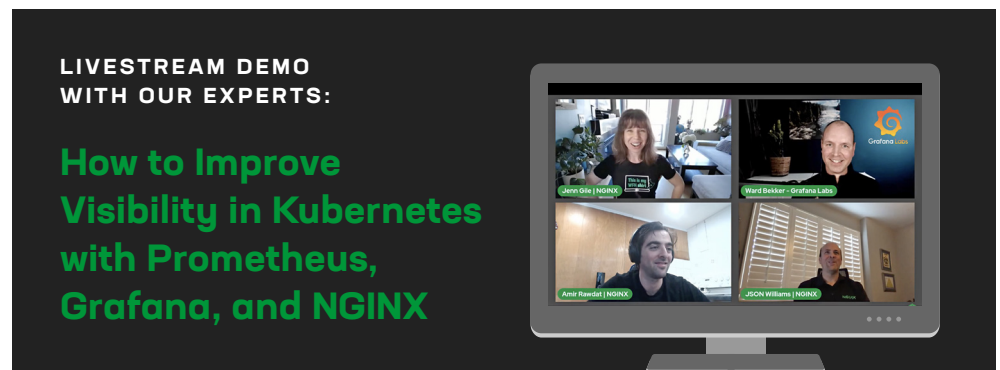 LIVESTREAM DEMO
WITH OUR EXPERTS:
How to Improve
Visibility in Kubernetes
with Prometheus,
Grafana, and NGINX
Grafana Labs
Jenn Gile | NGINX
Ward Bekker - Grafana Labs
Amir Rawdat | NGINX
JSON Williams | NGINX